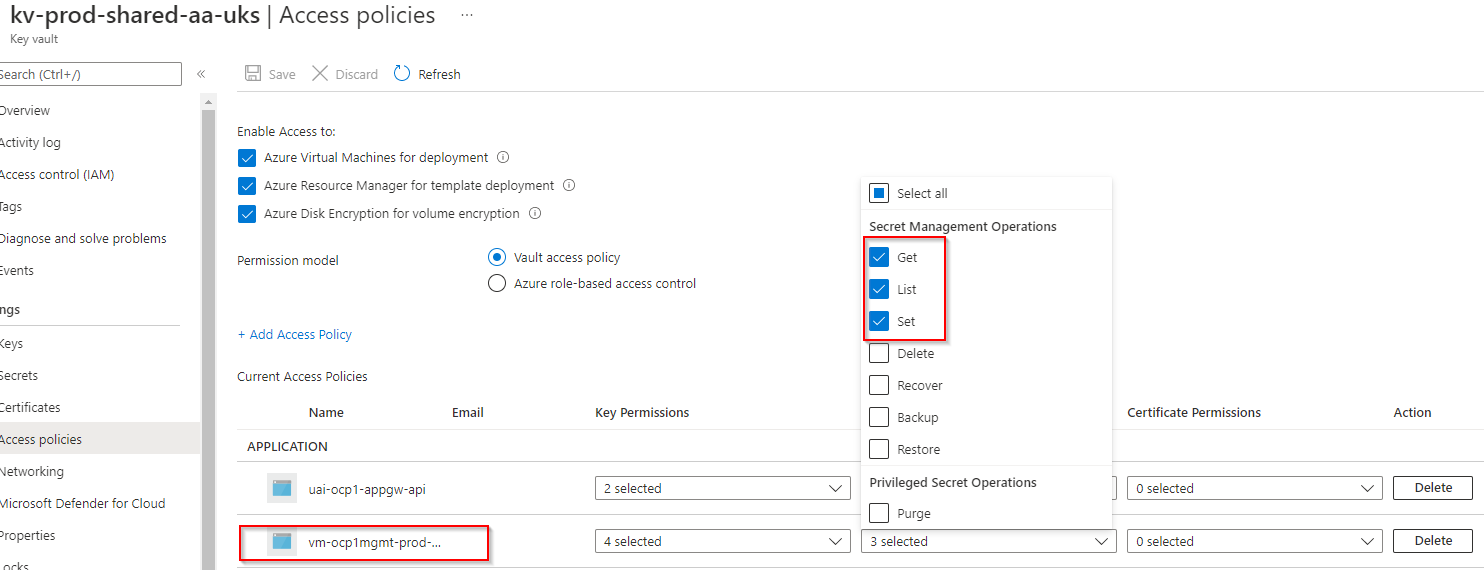 kv-prod-shared-aa-uks | Access policies ...
Key vault
Search (Ctrl+/) «
Save Discard Refresh
Overview
Activity log
Access control (IAM)
Tags
Diagnose and solve problems
Events
ngs
Keys
Secrets
Certificates
Access policies
Networking
Microsoft Defender for Cloud
Properties
Locks
Enable Access to:
Azure Virtual Machines for deployment
Azure Resource Manager for template deployment
Azure Disk Encryption for volume encryption
Permission model
Vault access policy
Azure role-based access control
+ Add Access Policy
Current Access Policies
Name Email Key Permissions Certificate Permissions Action
APPLICATION
uai-ocp1-appgw-api 2 selected 0 selected Delete
vm-ocp1mgmt-prod-... 4 selected 3 selected 0 selected Delete
Select all
Secret Management Operations
Get
List
Set
Delete
Recover
Backup
Restore
Privileged Secret Operations
Purge